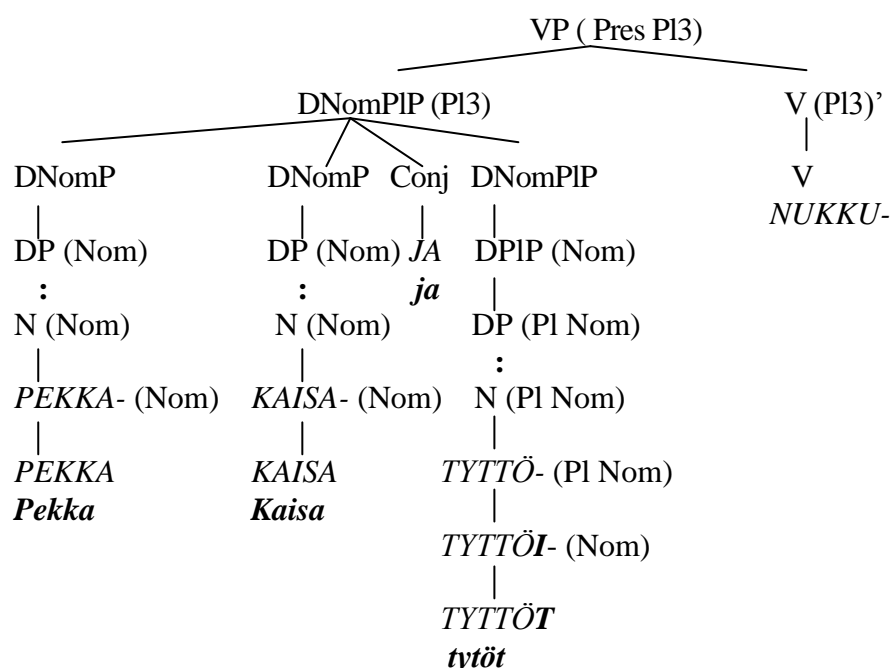 VP ( Pres Pl3)
DNomPlP (Pl3) V (Pl3)’
DNomP DNomP Conj DNomPlP V
NUKKU-
DP (Nom) DP (Nom) JA DPlP (Nom)
: : ja
N (Nom) N (Nom) DP (Pl Nom)
:
PEKKA- (Nom) KAISA- (Nom) N (Pl Nom)
PEKKA KAISA TYTTÖ- (Pl Nom)
Pekka Kaisa
TYTTÖI- (Nom)
TYTTÖT
tytöt